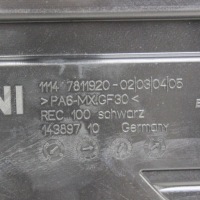 NI
1114 7811920-02|03|04|05
>PA6-MX.GF30<
REC 100 schwarz
143897 10 Germany